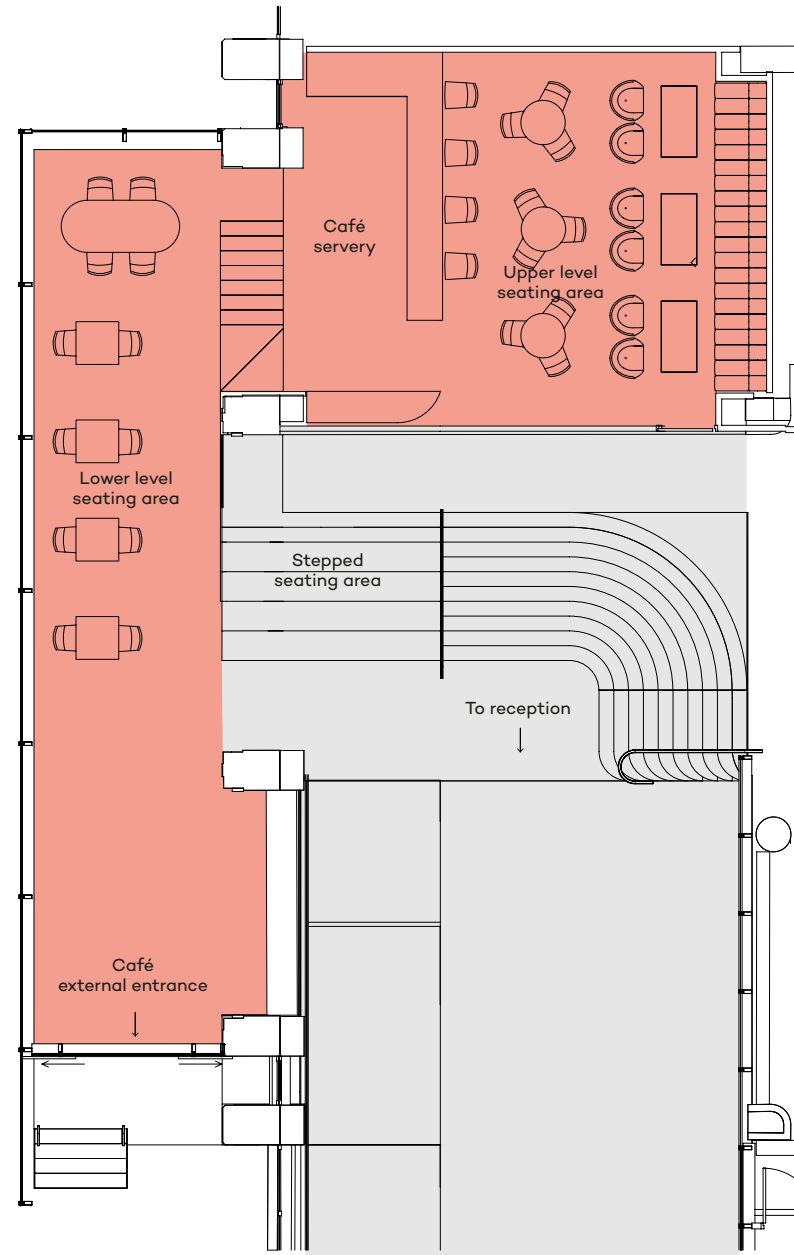 Café
servery
Upper level
seating area
Lower level
seating area
Stepped
seating area
To reception
Café
external entrance